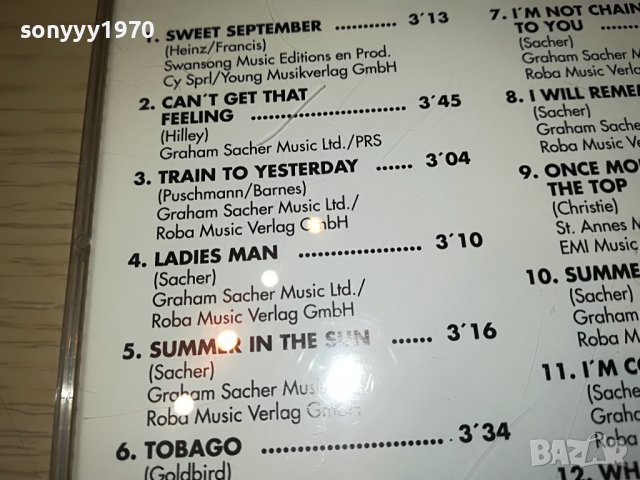 sonyyy1970
1. SWEET SEPTEMBER ............ 3´13
(Heinz/Francis)
Swansong Music Editions en Prod.
Cy Sprl/Young Musikverlag GmbH
2. CAN´T GET THAT
FEELING .......................... 3´45
(Hilley)
Graham Sacher Music Ltd./PRS
3. TRAIN TO YESTERDAY ...... 3´04
(Puschmann/Barnes)
Graham Sacher Music Ltd./
Roba Music Verlag GmbH
4. LADIES MAN .................... 3´10
(Sacher)
Graham Sacher Music Ltd./
Roba Music Verlag GmbH
5. SUMMER IN THE SUN ...... 3´16
(Sacher)
Graham Sacher
Roba Music Verlag
6. TOBAGO ............................ 3´34
(Goldbird)
7. I´M NOT CHAIN
TO YOU ..........
(Sacher)
Graham Sacher
Roba Music Ver
8. I WILL REME
(Sacher)
Graham Sache
Roba Music Ve
9. ONCE MO
THE TOP
(Christie)
St. Annes M
EMI Music
10. SUMME
(Sacher)
Graham
Roba M
11. I´M C
(Sache
Graha
Roba
12. WH
BAZAR